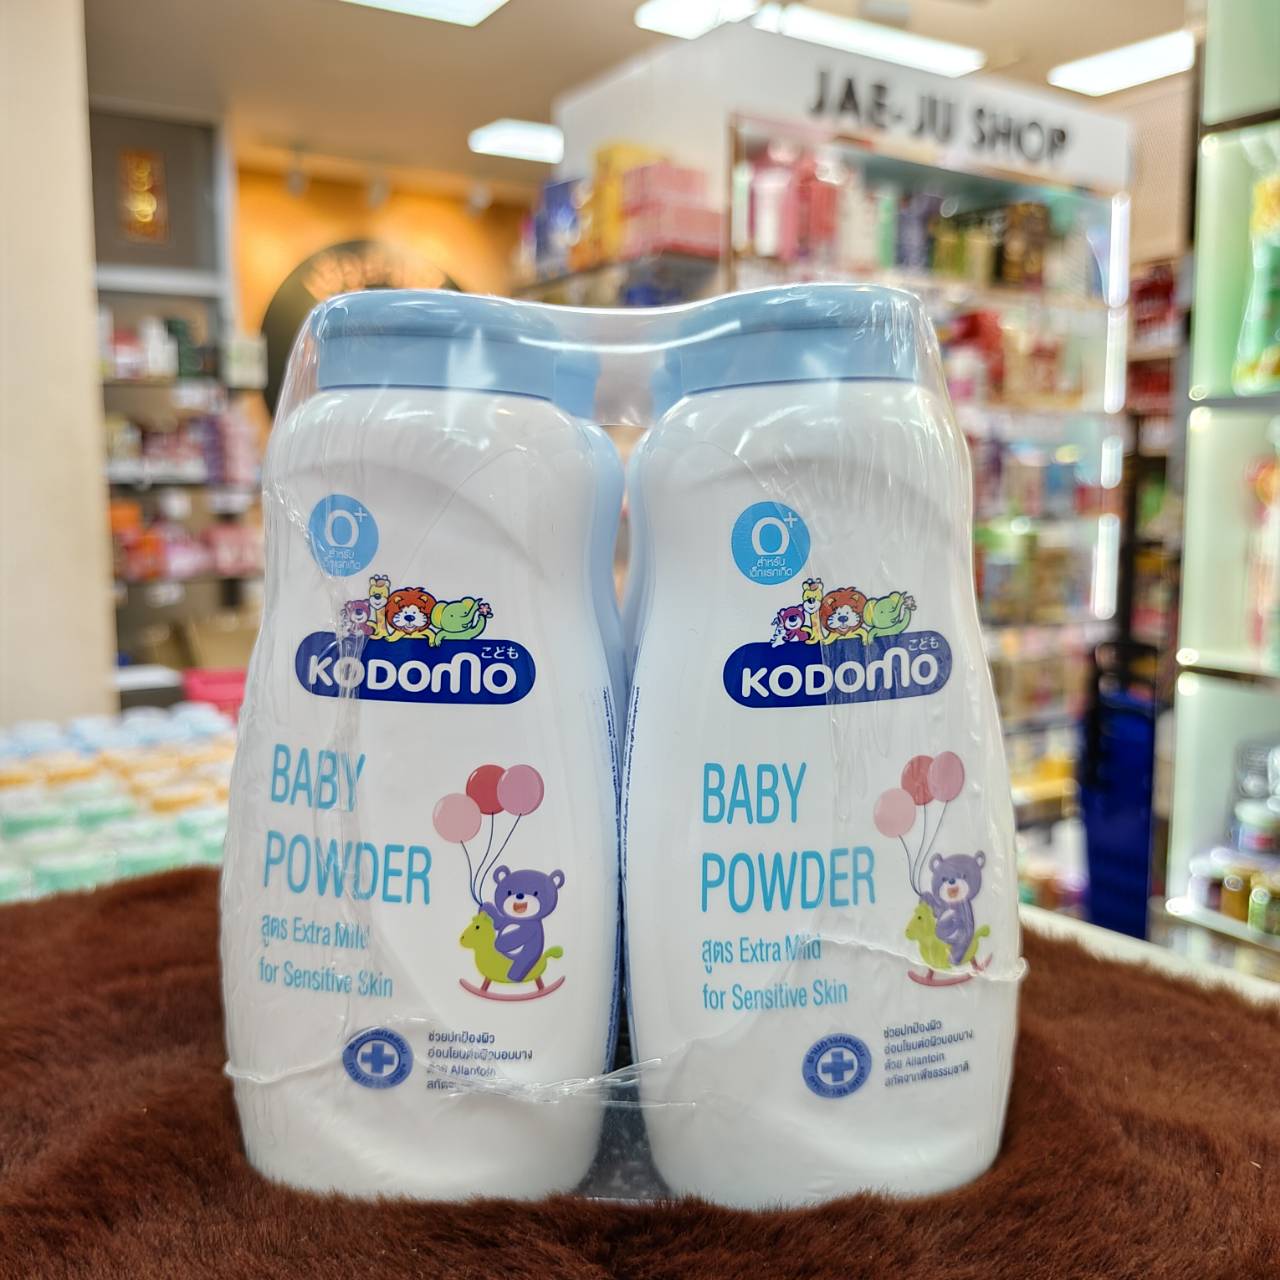 JAE-JU SHOP
0+
สำหรับ
เด็กแรกเกิด
こども
KODOMO
BABY
POWDER
สูตร Extra Mild
for Sensitive Skin
ช่วยปกป้องผิว
อ่อนโยนต่อผิวบอบบาง
ด้วย Allantoin
0+
สำหรับ
เด็กแรกเกิด
こども
KODOMO
BABY
POWDER
สูตร Extra Mild
for Sensitive Skin
ช่วยปกป้องผิว
อ่อนโยนต่อผิวบอบบาง
ด้วย Allantoin
สกัดจากพืชธรรมชาติ